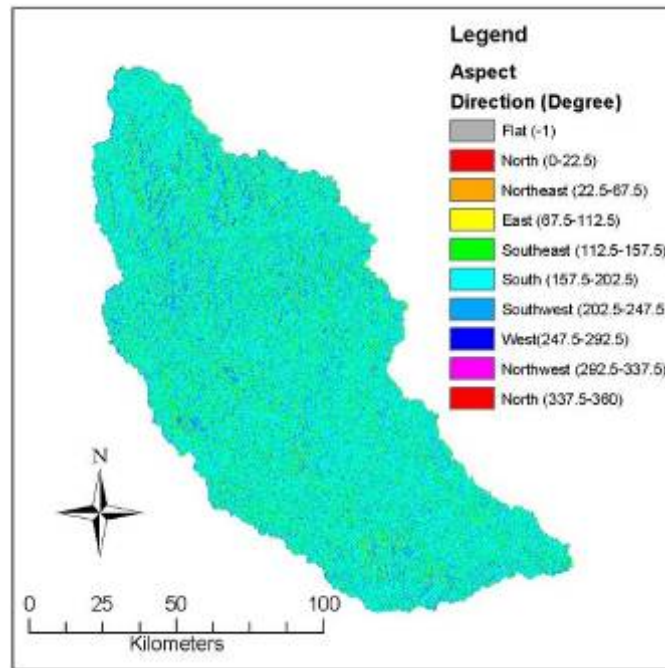 Legend
Aspect
Direction (Degree)
Flat (-1)
North (0-22.5)
Northeast (22.5-67.5)
East (67.5-112.5)
Southeast (112.5-157.5)
South (157.5-202.5)
Southwest (202.5-247.5
West(247.5-292.5)
Northwest (292.5-337.5)
North (337.5-360)
N
0 25 50 100
Kilometers